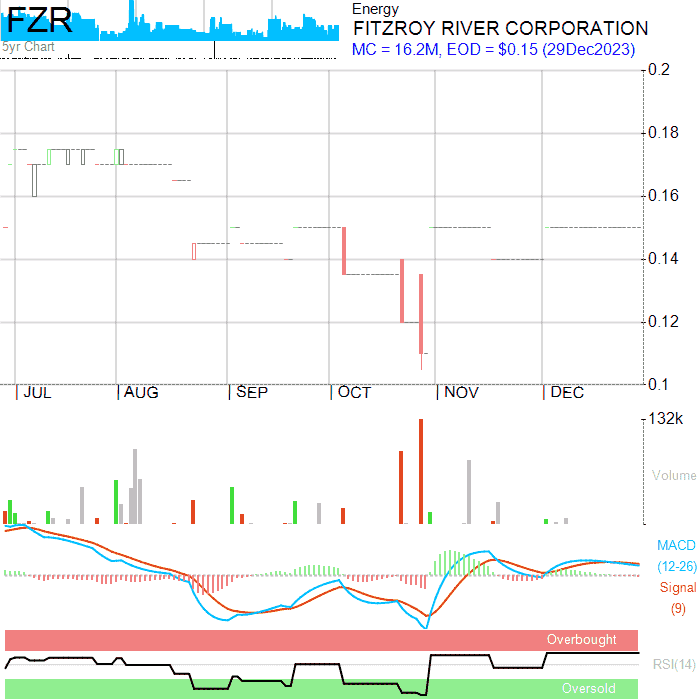 FZR
Energy
FITZROY RIVER CORPORATION
5yr Chart
MC = 16.2M, EOD = $0.15 (29Dec2023)
0.2
0.18
0.16
0.14
0.12
0.1
JUL AUG SEP OCT NOV DEC
132k
Volume
MACD
(12-26)
Signal
(9)
Overbought
RSI(14)
Oversold